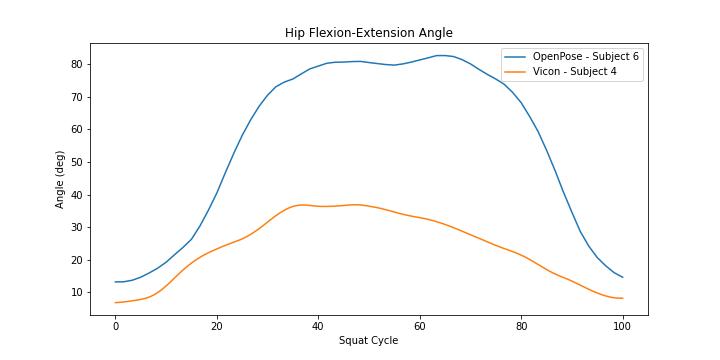 Hip Flexion-Extension Angle
OpenPose - Subject 6
Vicon - Subject 4
Angle (deg)
80
70
60
50
40
30
20
10
0 20 40 60 80 100
Squat Cycle